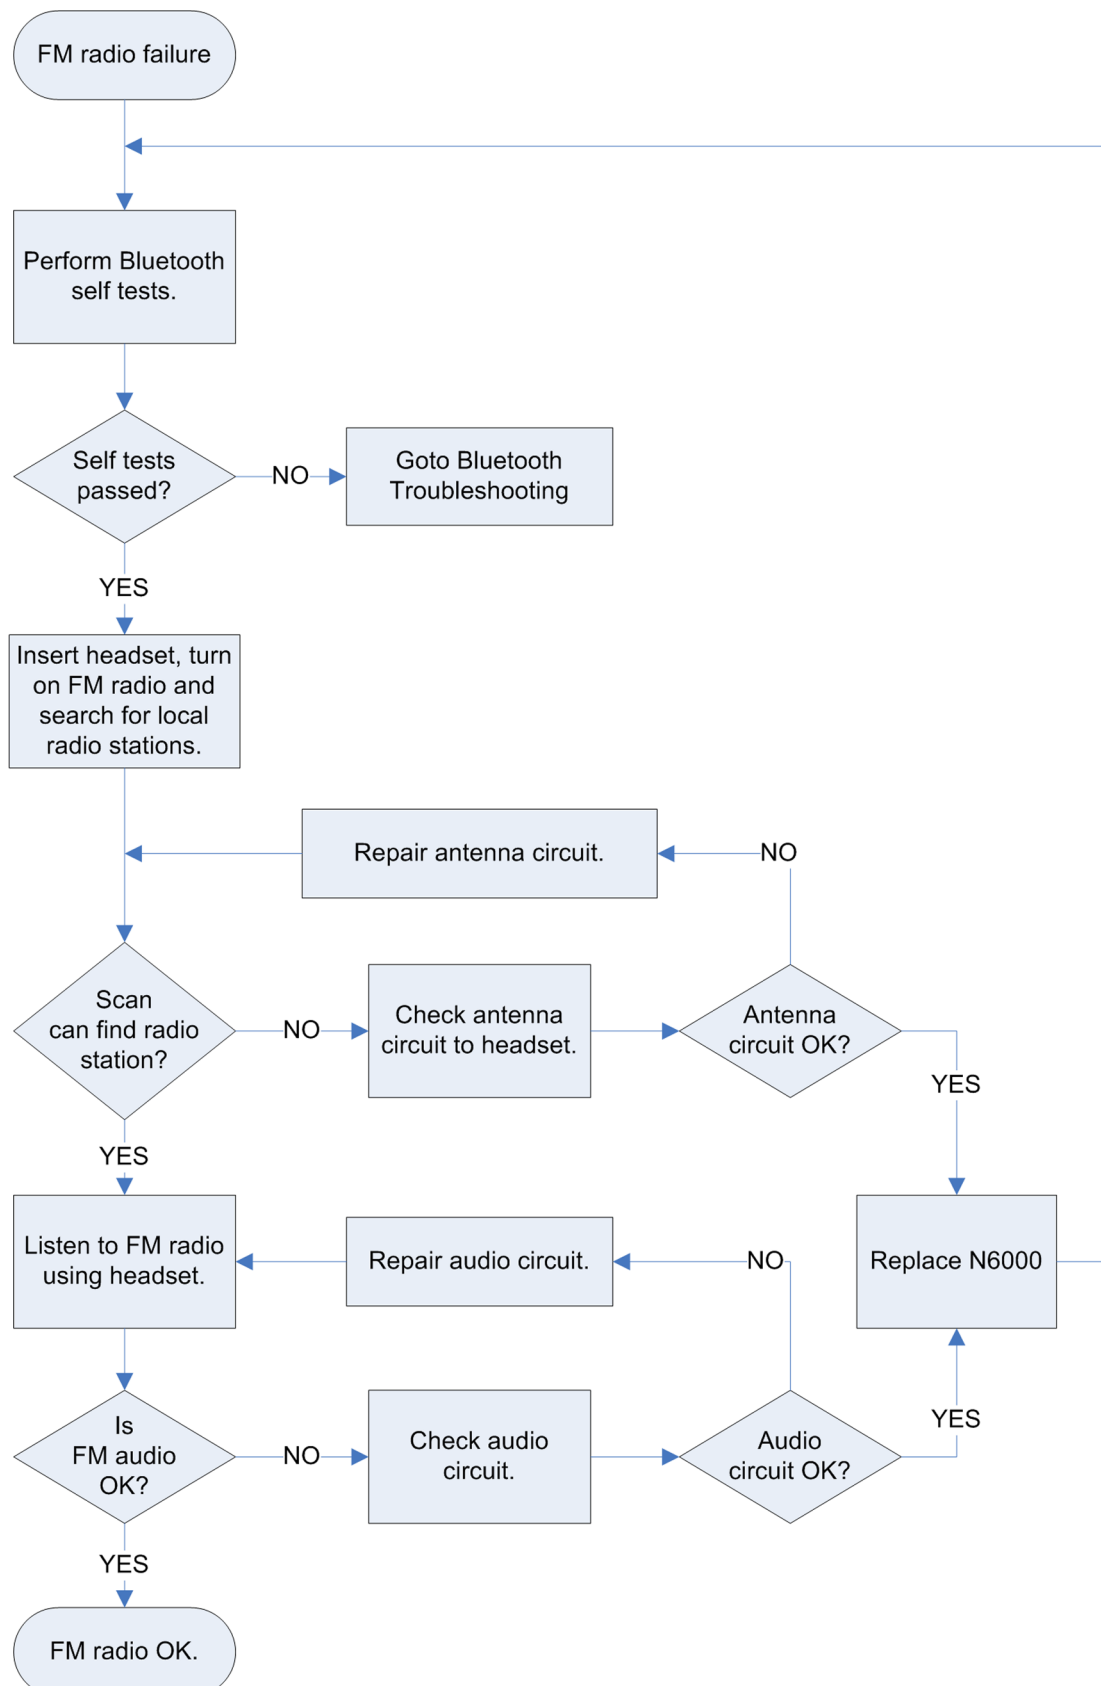 FM radio failure
Perform Bluetooth
self tests.
Self tests
passed?
NO
Goto Bluetooth
Troubleshooting
YES
Insert headset, turn
on FM radio and
search for local
radio stations.
Repair antenna circuit.
NO
Scan
can find radio
station?
NO
Check antenna
circuit to headset.
Antenna
circuit OK?
YES
YES
Listen to FM radio
using headset.
Repair audio circuit.
NO
Replace N6000
Is
FM audio
OK?
NO
Check audio
circuit.
Audio
circuit OK?
YES
YES
FM radio OK.